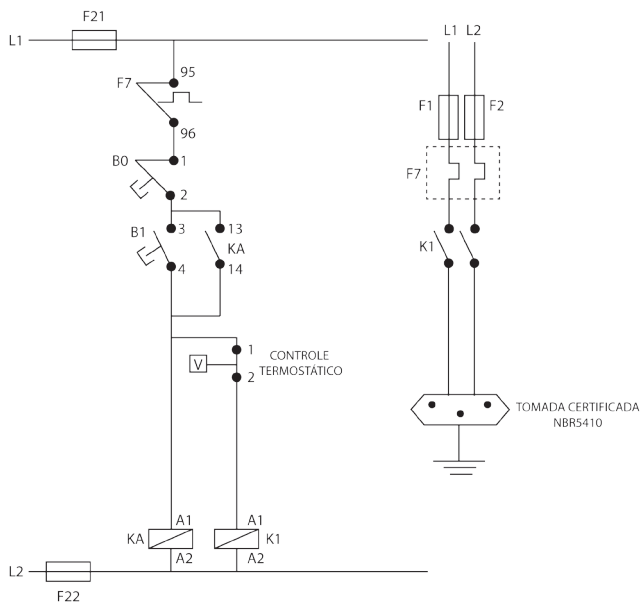 F21
L1
95
F7
96
B0
1
2
B1
3
13
KA
4
14
1
V
CONTROLE
TERMOSTÁTICO
2
A1
A1
KA
K1
A2
A2
L2
F22
L1 L2
F1
F2
F7
K1
TOMADA CERTIFICADA
NBR5410